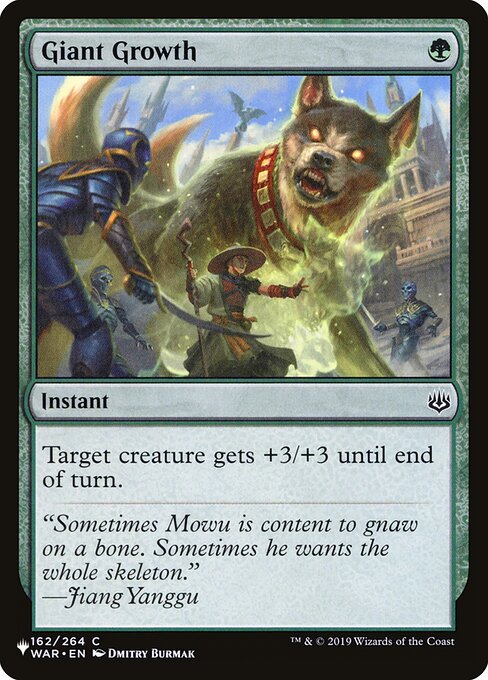 Giant Growth
Instant
Target creature gets +3/+3 until end
of turn.
“Sometimes Mowu is content to gnaw
on a bone. Sometimes he wants the
whole skeleton.”
—Jiang Yanggu
162/264 C
WAR • EN Dmitry Burmak
™ & © 2019 Wizards of the Coast